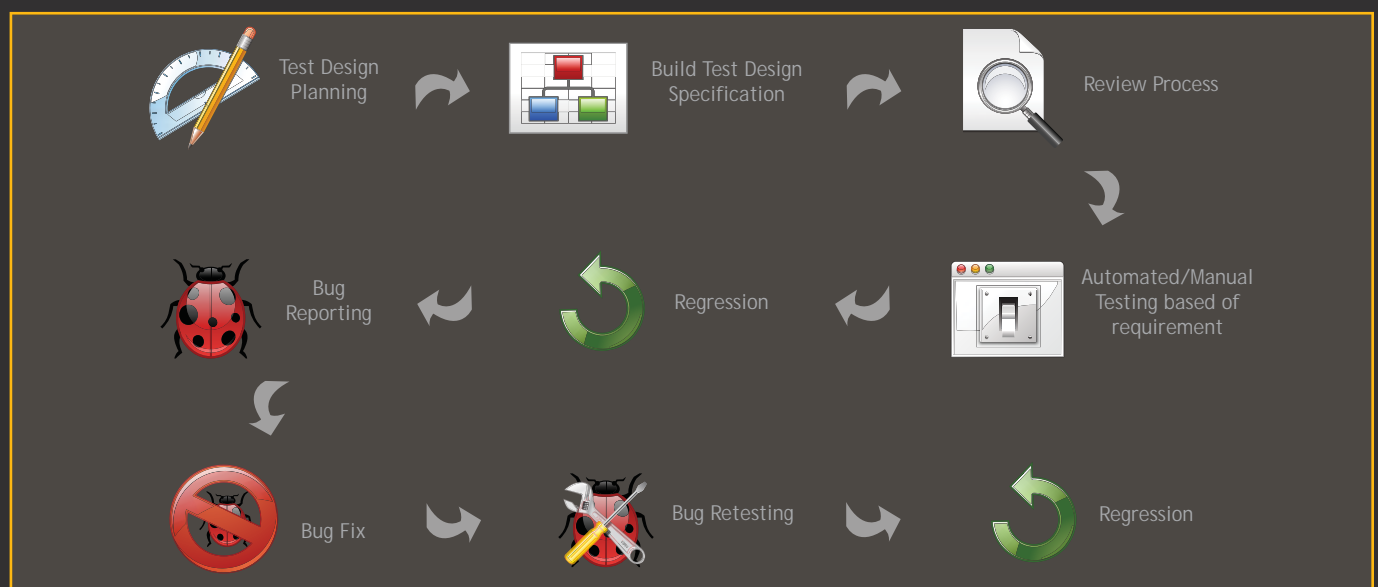 Test Design
Planning
Build Test Design
Specification
Review Process
Automated/Manual
Testing based of
requirement
Regression
Bug
Reporting
Bug Fix
Bug Retesting
Regression